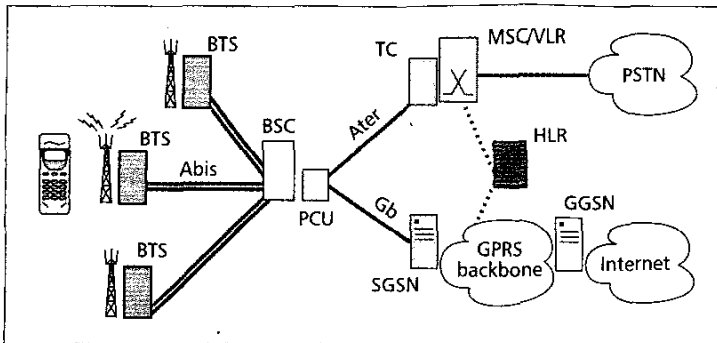 BTS
TC
MSC/VLR
PSTN
BTS
BSC
Ater
HLR
Abis
PCU
Gb
GGSN
BTS
SGSN
GPRS
backbone
Internet